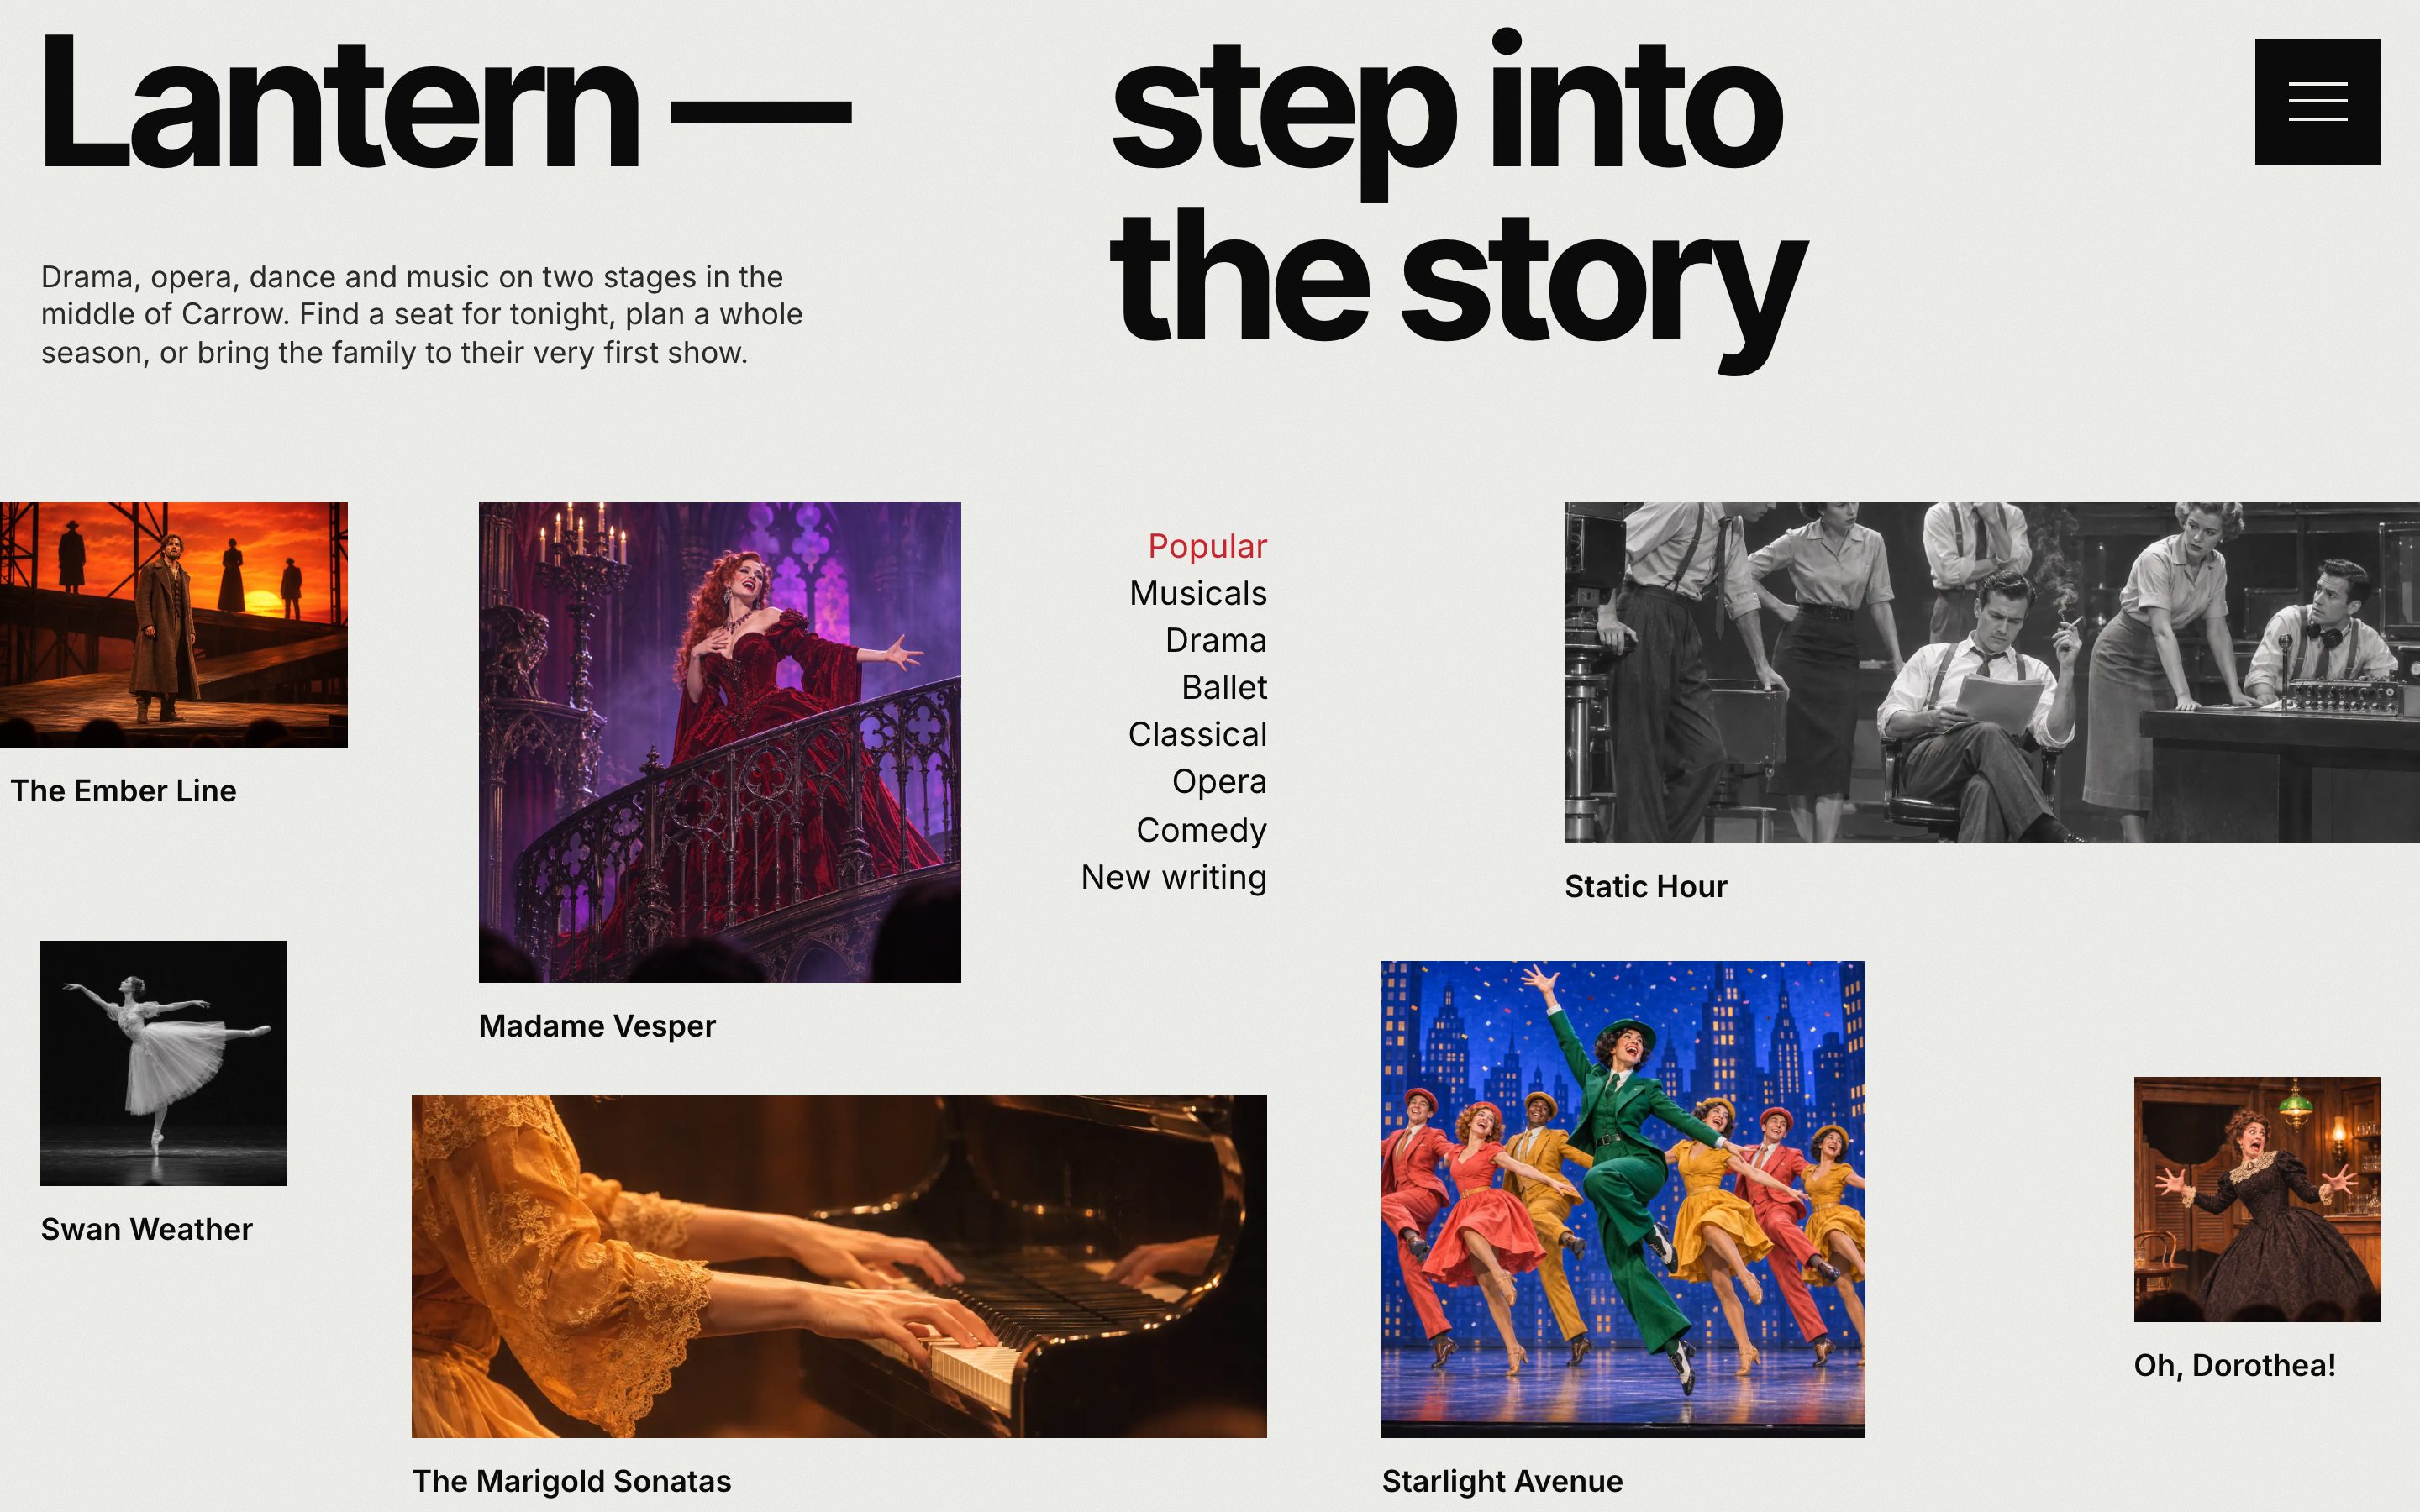 Lantern —
step into
the story
Drama, opera, dance and music on two stages in the
middle of Carrow. Find a seat for tonight, plan a whole
season, or bring the family to their very first show.
The Ember Line
Madame Vesper
Popular
Musicals
Drama
Ballet
Classical
Opera
Comedy
New writing
Static Hour
Swan Weather
The Marigold Sonatas
Starlight Avenue
Oh, Dorothea!